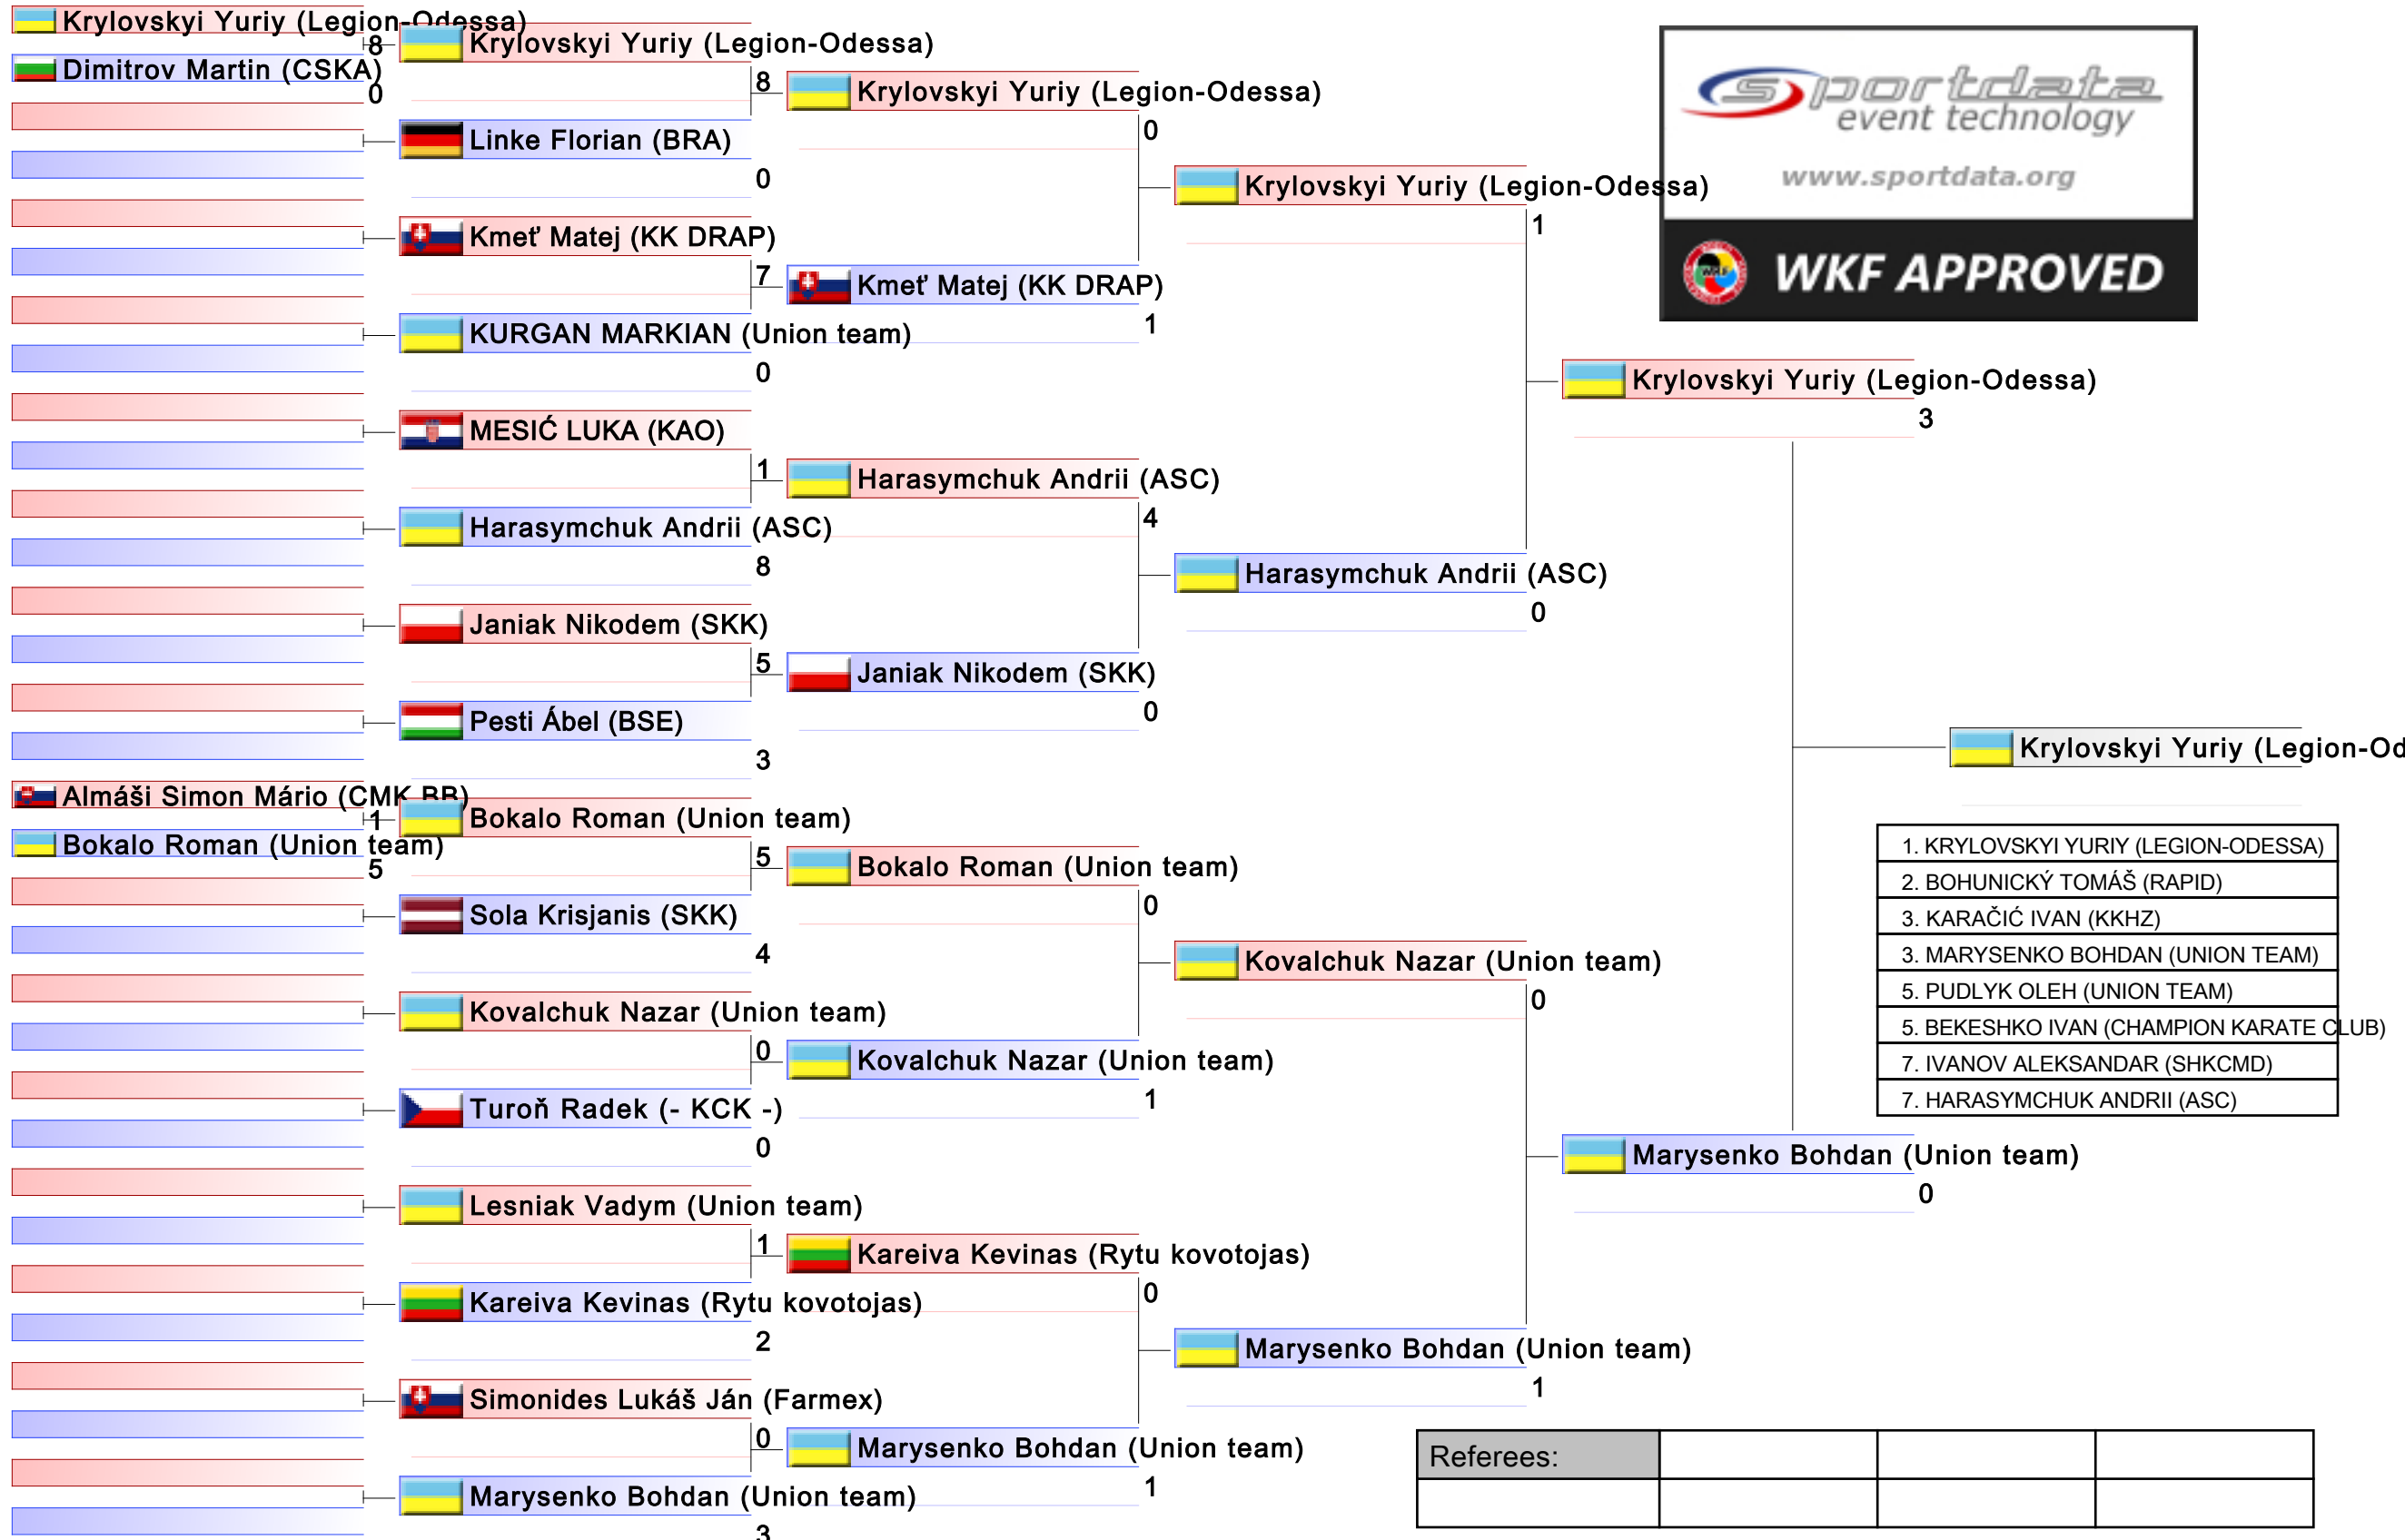 Krylovskyi Yuriy (Legion-Odessa)
8
Dimitrov Martin (CSKA)
0
Almáši Simon Mário (CMK BB)
1
Bokalo Roman (Union team)
5
Krylovskyi Yuriy (Legion-Odessa)
8
Linke Florian (BRA)
0
Kmeť Matej (KK DRAP)
7
KURGAN MARKIAN (Union team)
0
MESIĆ LUKA (KAO)
1
Harasymchuk Andrii (ASC)
8
Janiak Nikodem (SKK)
5
Pesti Ábel (BSE)
3
Bokalo Roman (Union team)
5
Sola Krisjanis (SKK)
4
Kovalchuk Nazar (Union team)
0
Turoň Radek (- KCK -)
0
Lesniak Vadym (Union team)
1
Kareiva Kevinas (Rytu kovotojas)
2
Simonides Lukáš Ján (Farmex)
0
Marysenko Bohdan (Union team)
3
Krylovskyi Yuriy (Legion-Odessa)
0
Kmeť Matej (KK DRAP)
1
Harasymchuk Andrii (ASC)
4
Janiak Nikodem (SKK)
0
Bokalo Roman (Union team)
0
Kovalchuk Nazar (Union team)
1
Kareiva Kevinas (Rytu kovotojas)
0
Marysenko Bohdan (Union team)
1
Krylovskyi Yuriy (Legion-Odessa)
1
Harasymchuk Andrii (ASC)
0
Kovalchuk Nazar (Union team)
0
Marysenko Bohdan (Union team)
1
Krylovskyi Yuriy (Legion-Odessa)
3
Marysenko Bohdan (Union team)
0
Krylovskyi Yuriy (Legion-Od
sportdata
event technology
www.sportdata.org
WKF
WKF APPROVED
1. KRYLOVSKYI YURIY (LEGION-ODESSA)
2. BOHUNICKÝ TOMÁŠ (RAPID)
3. KARAČIĆ IVAN (KKHZ)
3. MARYSENKO BOHDAN (UNION TEAM)
5. PUDLYK OLEH (UNION TEAM)
5. BEKESHKO IVAN (CHAMPION KARATE CLUB)
7. IVANOV ALEKSANDAR (SHKCMD)
7. HARASYMCHUK ANDRII (ASC)
Referees: